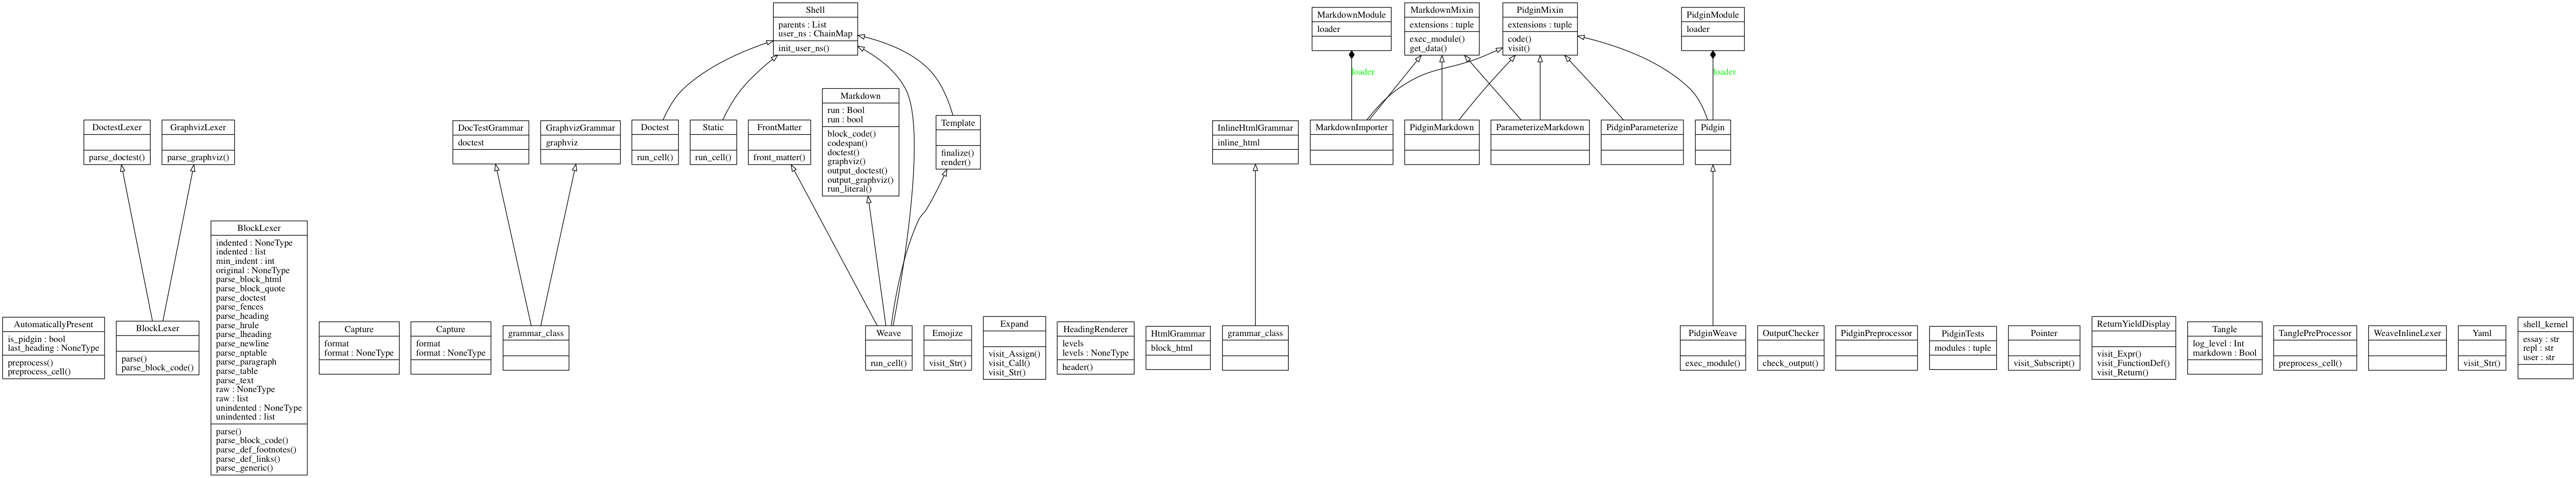 Shell
parents : List
user_ns : ChainMap
init_user_ns()
MarkdownModule
loader
MarkdownMixin
extensions : tuple
exec_module()
get_data()
PidginMixin
extensions : tuple
code()
visit()
PidginModule
loader
loader
loader
DoctestLexer
parse_doctest()
GraphvizLexer
parse_graphviz()
DocTestGrammar
doctest
GraphvizGrammar
graphviz
Doctest
run_cell()
Static
run_cell()
FrontMatter
front_matter()
Markdown
run : Bool
run : bool
block_code()
codespan()
doctest()
graphviz()
output_doctest()
output_graphviz()
run_literal()
Template
finalize()
render()
InlineHtmlGrammar
inline_html
MarkdownImporter
PidginMarkdown
ParameterizeMarkdown
PidginParameterize
Pidgin
AutomaticallyPresent
is_pidgin : bool
last_heading : NoneType
preprocess()
preprocess_cell()
BlockLexer
parse()
parse_block_code()
BlockLexer
indented : NoneType
indented : list
min_indent : int
original : NoneType
parse_block_html
parse_block_quote
parse_doctest
parse_fences
parse_heading
parse_hrule
parse_lheading
parse_newline
parse_nptable
parse_paragraph
parse_table
parse_text
raw : NoneType
raw : list
unindented : NoneType
unindented : list
parse()
parse_block_code()
parse_def_footnotes()
parse_def_links()
parse_generic()
Capture
format
format : NoneType
Capture
format
format : NoneType
grammar_class
Weave
run_cell()
Emojize
visit_Str()
Expand
visit_Assign()
visit_Call()
visit_Str()
HeadingRenderer
levels
levels : NoneType
header()
HtmlGrammar
block_html
grammar_class
PidginWeave
exec_module()
OutputChecker
check_output()
PidginPreprocessor
PidginTests
modules : tuple
Pointer
visit_Subscript()
ReturnYieldDisplay
visit_Expr()
visit_FunctionDef()
visit_Return()
Tangle
log_level : Int
markdown : Bool
TanglePreProcessor
preprocess_cell()
WeaveInlineLexer
Yaml
visit_Str()
shell_kernel
essay : str
repl : str
user : str